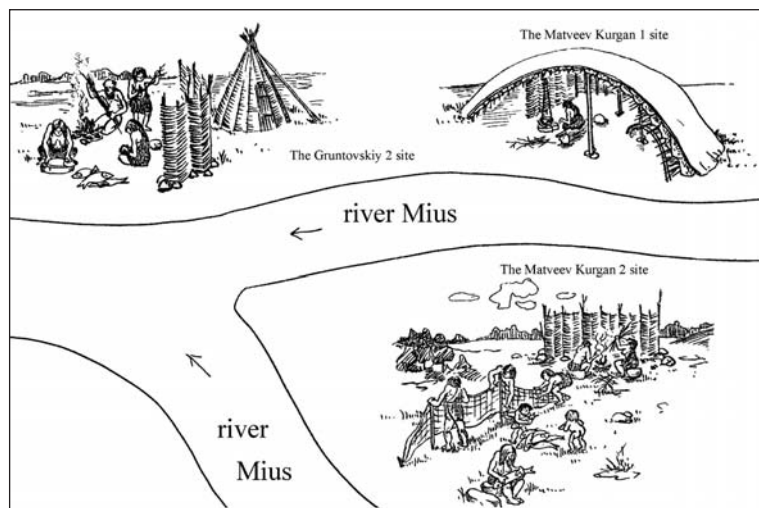 The Matveev Kurgan 1 site
The Gruntovskiy 2 site
river Mius
The Matveev Kurgan 2 site
river
Mius